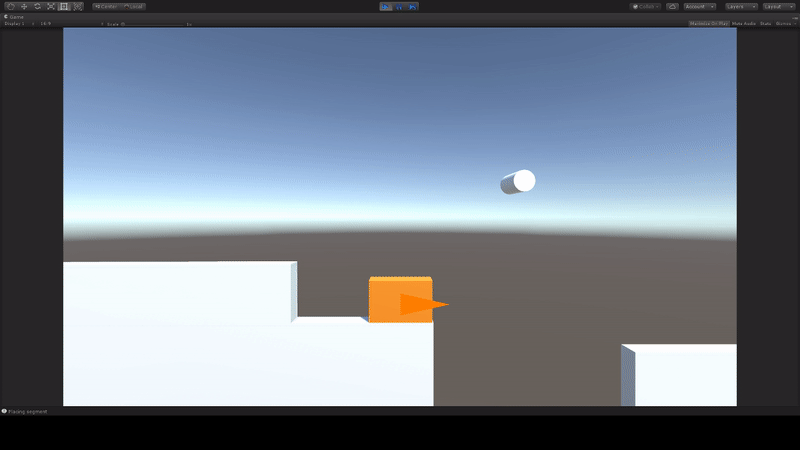 Center Local
Collab Account Layers Layout
Game
Display 1 16:9 Scale 1x Maximize On Play Mute Audio Stats Gizmos
Placing segment